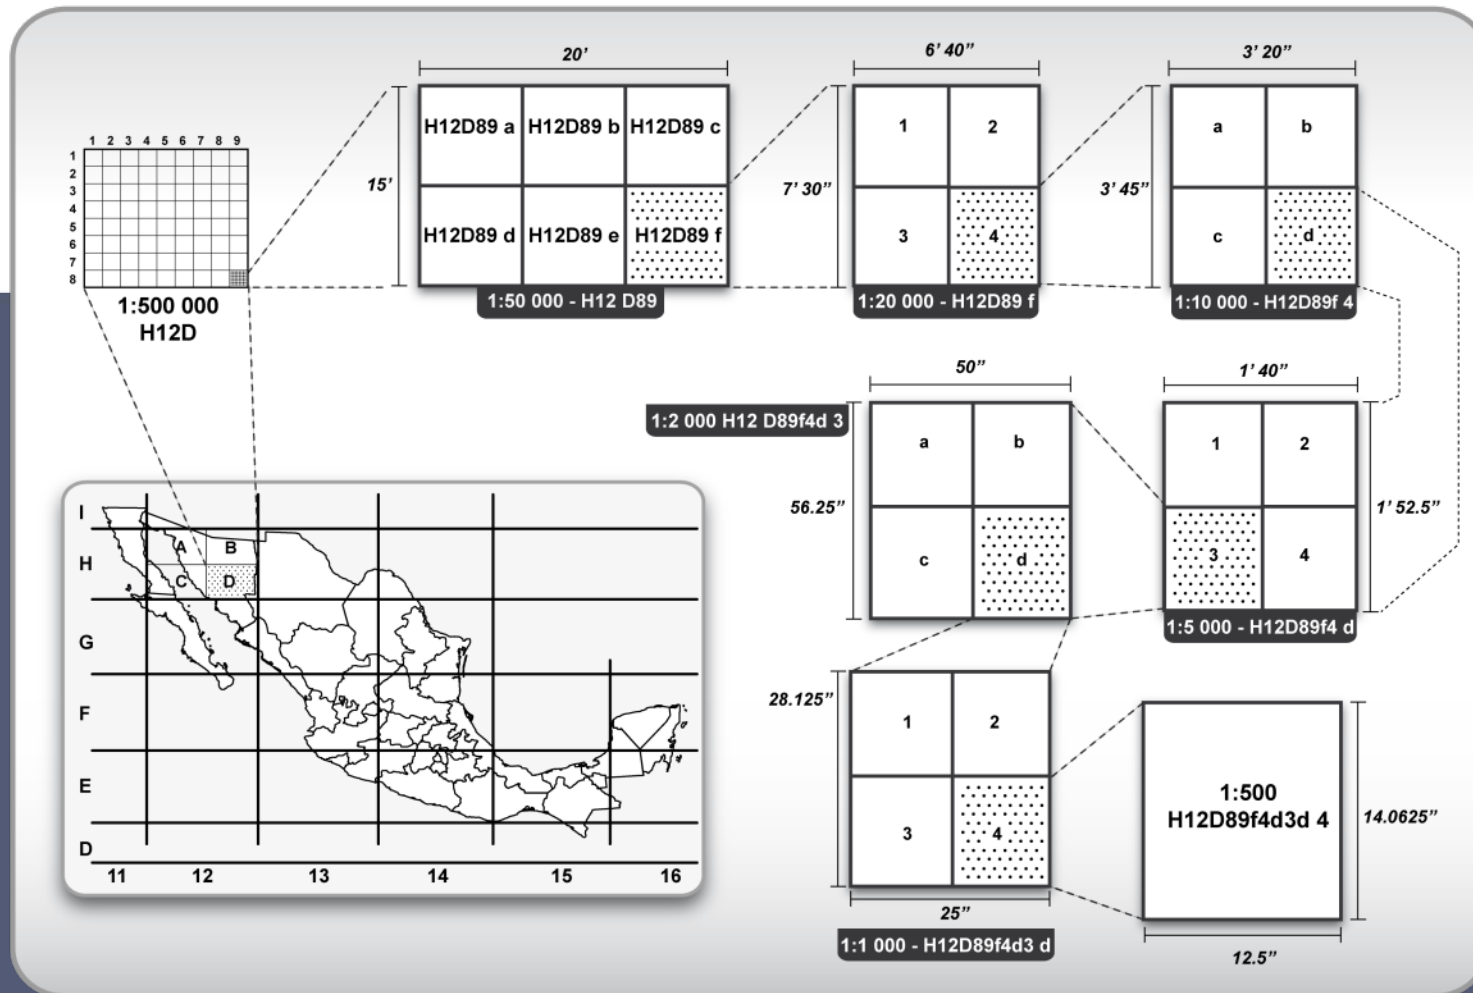 1 2 3 4 5 6 7 8 9
1
2
3
4
5
6
7
8
1:500 000
H12D
20’
15’
H12D89 a H12D89 b H12D89 c
H12D89 d H12D89 e H12D89 f
1:50 000 - H12 D89
6’ 40”
7’ 30”
1 2
3 4
1:20 000 - H12D89 f
3’ 20”
3’ 45”
a b
c d
1:10 000 - H12D89f 4
50”
1:2 000 H12 D89f4d 3
56.25”
a b
c d
1’ 40”
1 2
3 4
1’ 52.5”
1:5 000 - H12D89f4 d
28.125”
1 2
3 4
25”
1:1 000 - H12D89f4d3 d
1:500
H12D89f4d3d 4
14.0625”
12.5”
I
H
G
F
E
D
A B
C D
11 12 13 14 15 16